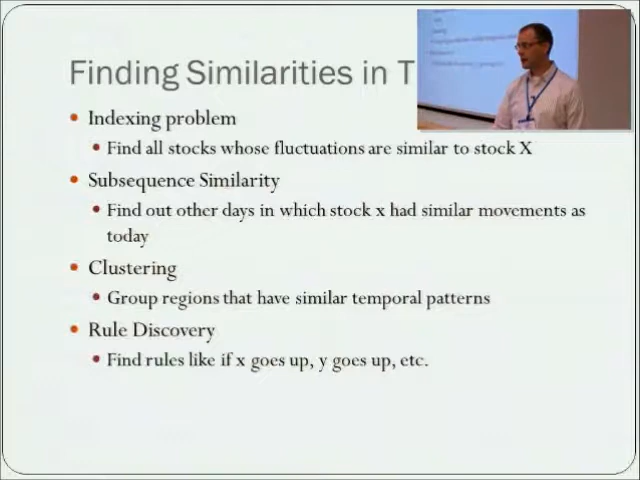 Finding Similarities in T
• Indexing problem
• Find all stocks whose fluctuations are similar to stock X
• Subsequence Similarity
• Find out other days in which stock x had similar movements as
today
• Clustering
• Group regions that have similar temporal patterns
• Rule Discovery
• Find rules like if x goes up, y goes up, etc.